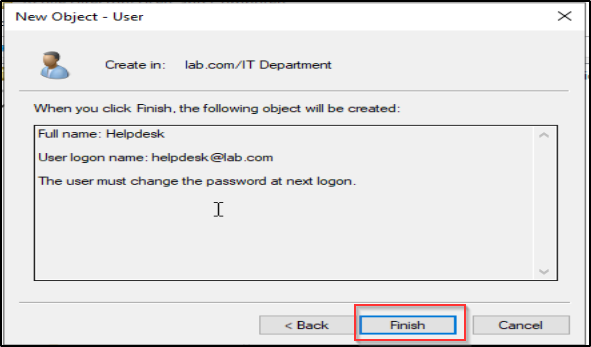 New Object - User
Create in: lab.com/IT Department
When you click Finish, the following object will be created:
Full name: Helpdesk
User logon name: helpdesk@lab.com
The user must change the password at next logon.
< Back Finish Cancel